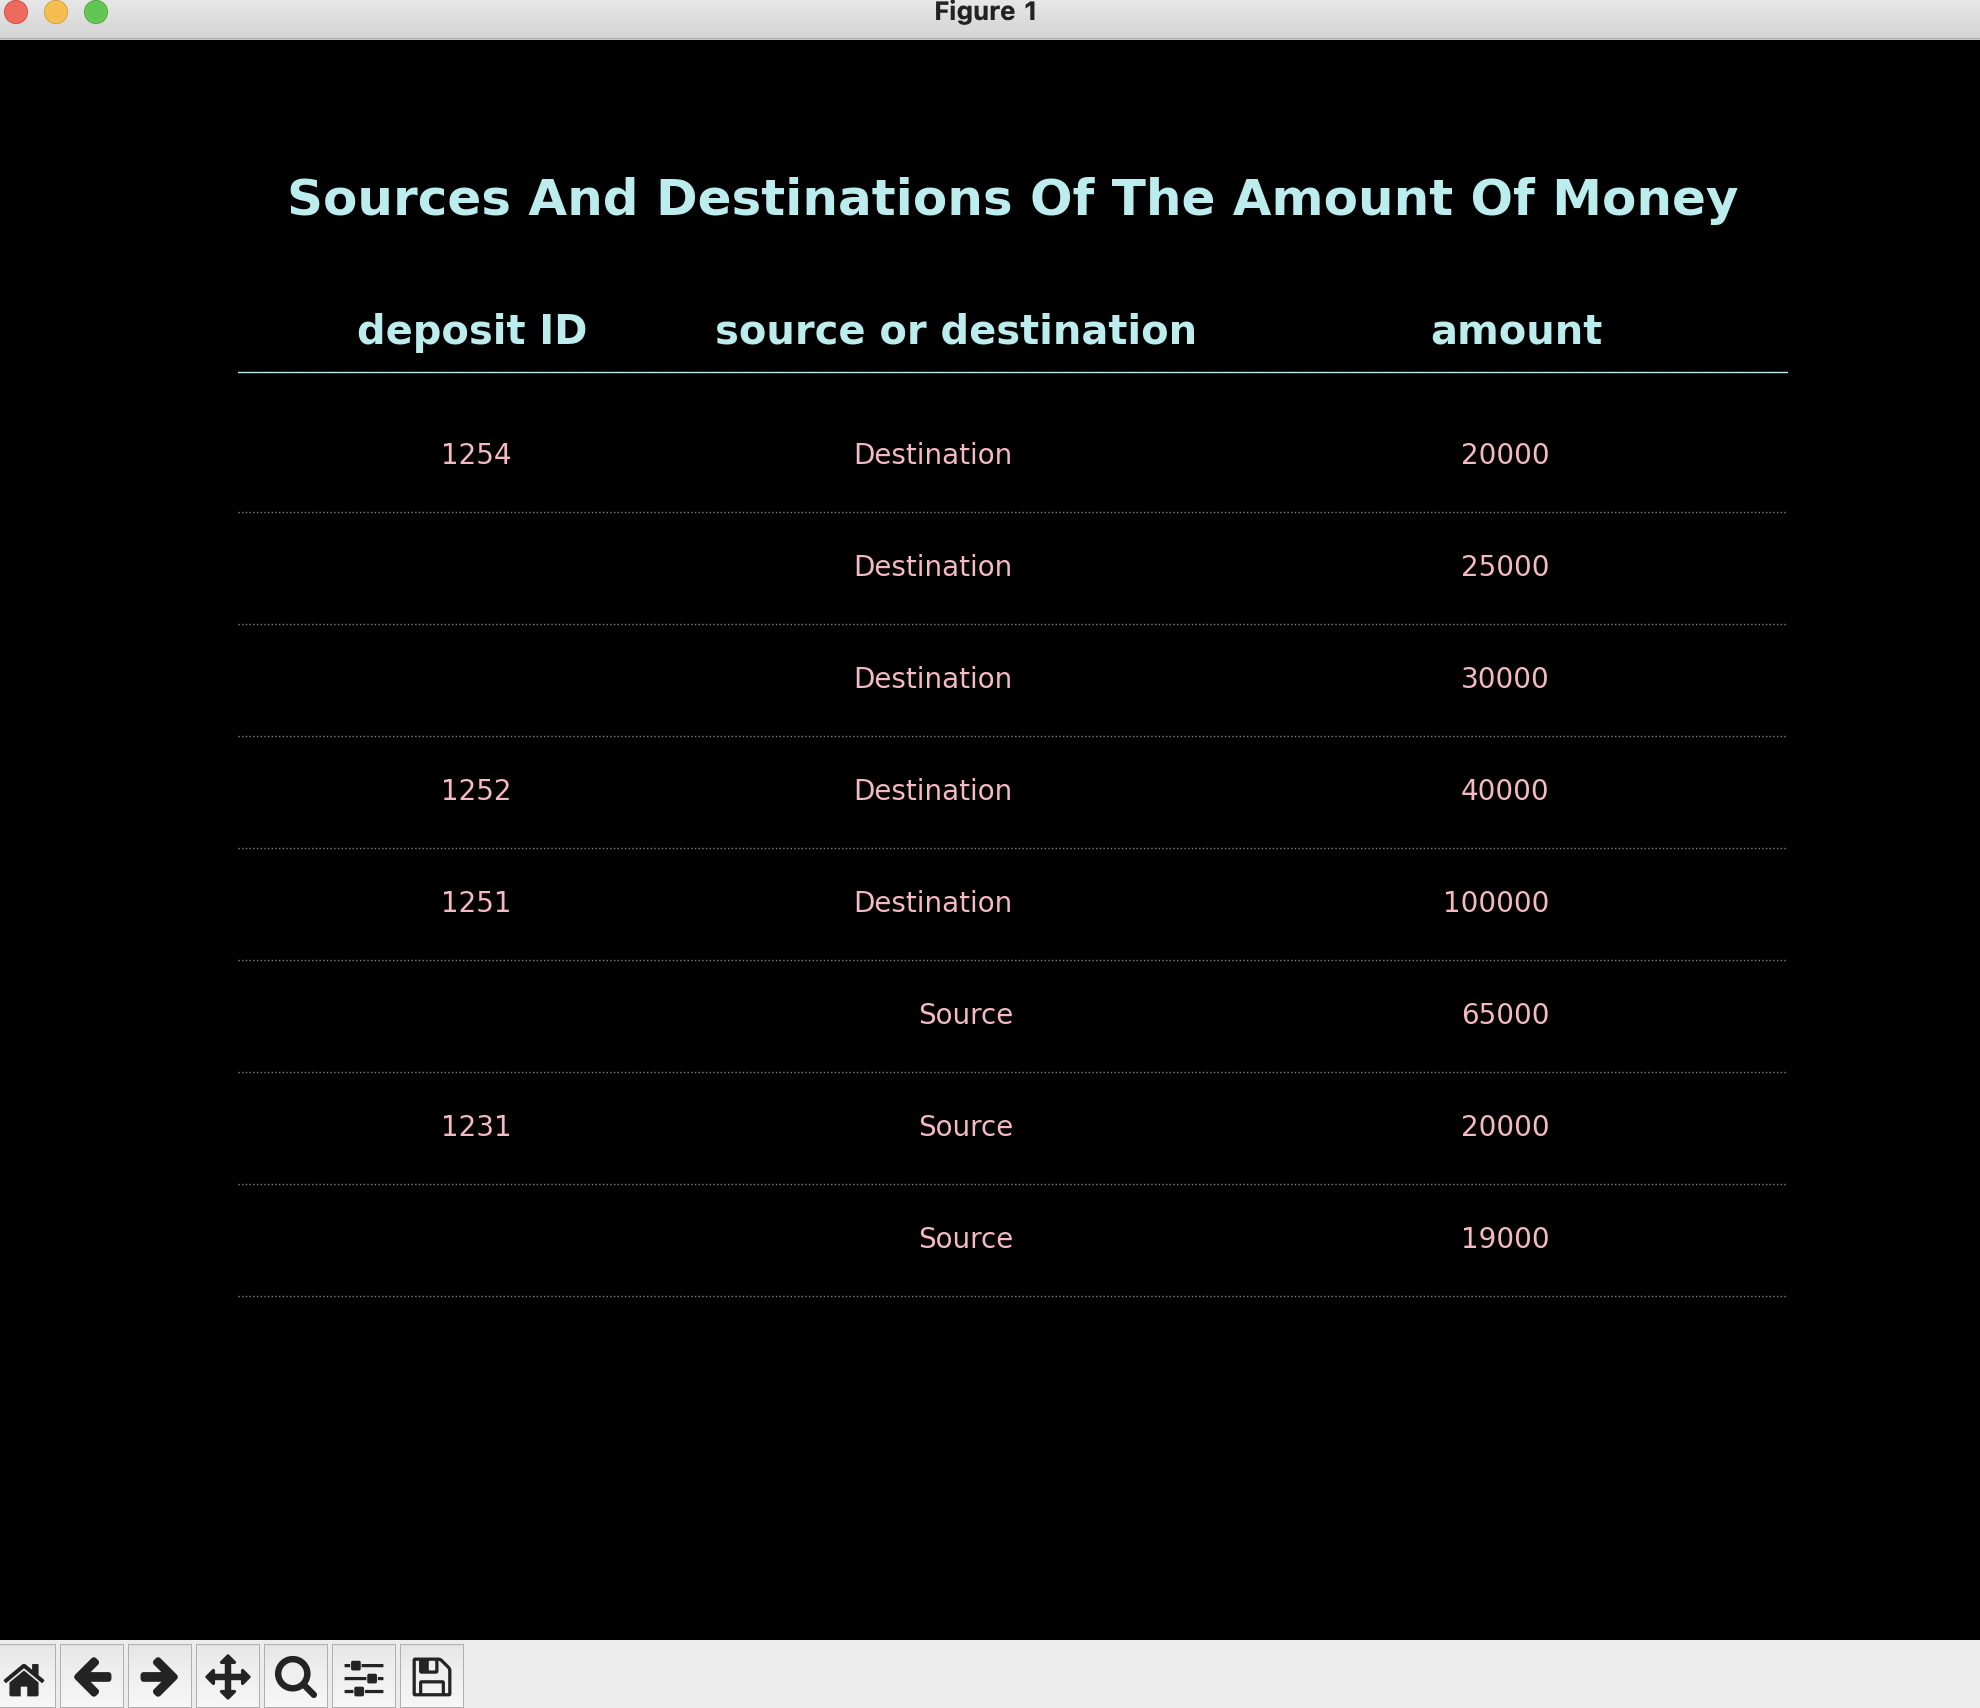 Figure 1
Sources And Destinations Of The Amount Of Money
deposit ID source or destination amount
1254 Destination 20000
Destination 25000
Destination 30000
1252 Destination 40000
1251 Destination 100000
Source 65000
1231 Source 20000
Source 19000